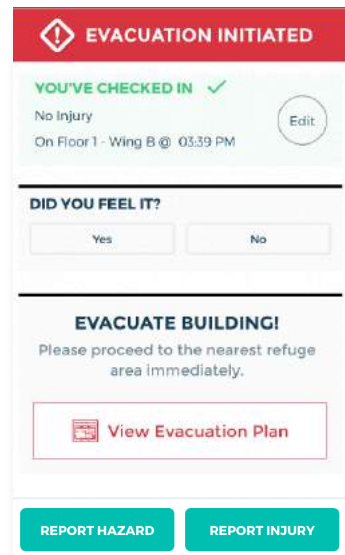 EVACUATION INITIATED
YOU'VE CHECKED IN
No Injury
Edit
On Floor 1 - Wing B @ 03:39 PM
DID YOU FEEL IT?
Yes No
EVACUATE BUILDING!
Please proceed to the nearest refuge
area immediately.
View Evacuation Plan
REPORT HAZARD REPORT INJURY